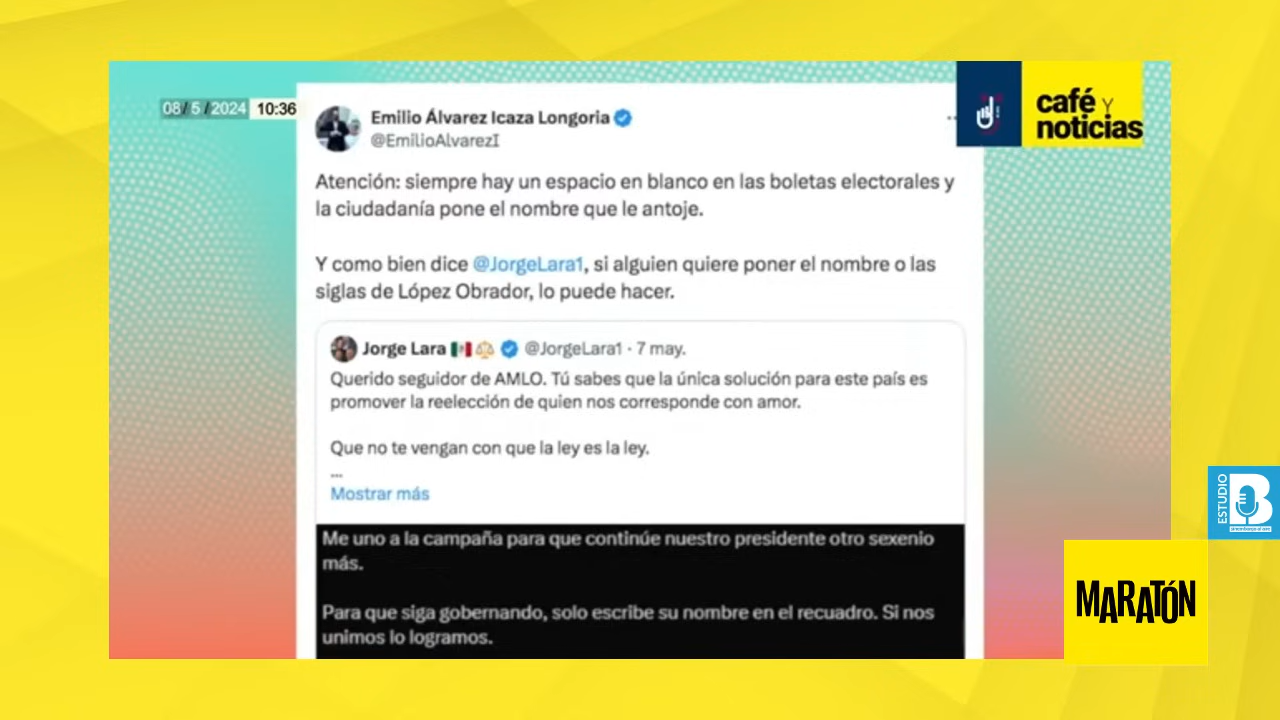 08/ 5 /2024 10:36
café Y
noticias
Emilio Álvarez Icaza Longoria
@EmilioAlvarezI
Atención: siempre hay un espacio en blanco en las boletas electorales y
la ciudadanía pone el nombre que le antoje.
Y como bien dice @JorgeLara1, si alguien quiere poner el nombre o las
siglas de López Obrador, lo puede hacer.
Jorge Lara @JorgeLara1 · 7 may.
Querido seguidor de AMLO. Tú sabes que la única solución para este país es
promover la reelección de quien nos corresponde con amor.
Que no te vengan con que la ley es la ley.
...
Mostrar más
Me uno a la campaña para que continúe nuestro presidente otro sexenio
más.
Para que siga gobernando, solo escribe su nombre en el recuadro. Si nos
unimos lo logramos.
ESTUDIO
B
MARATÓN